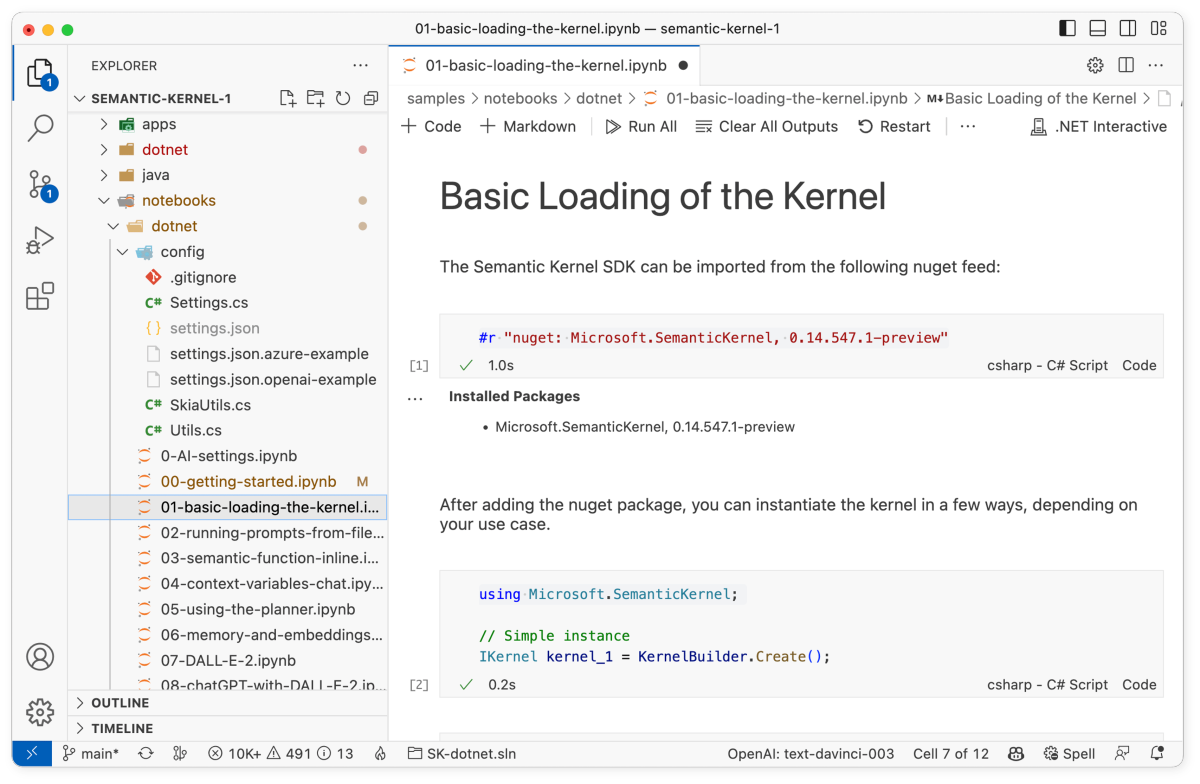 01-basic-loading-the-kernel.ipynb — semantic-kernel-1
1
1
EXPLORER
SEMANTIC-KERNEL-1
apps
dotnet
java
notebooks
dotnet
config
.gitignore
C# Settings.cs
{} settings.json
settings.json.azure-example
settings.json.openai-example
C# SkiaUtils.cs
C# Utils.cs
0-AI-settings.ipynb
00-getting-started.ipynb M
01-basic-loading-the-kernel.i...
02-running-prompts-from-file...
03-semantic-function-inline.i...
04-context-variables-chat.ipy...
05-using-the-planner.ipynb
06-memory-and-embeddings...
07-DALL-E-2.ipynb
08-chatGPT-with-DALL-E-2.ip...
OUTLINE
TIMELINE
01-basic-loading-the-kernel.ipynb
samples > notebooks > dotnet > 01-basic-loading-the-kernel.ipynb > M↓Basic Loading of the Kernel >
+ Code + Markdown Run All Clear All Outputs Restart ... .NET Interactive
Basic Loading of the Kernel
The Semantic Kernel SDK can be imported from the following nuget feed:
#r "nuget: Microsoft.SemanticKernel, 0.14.547.1-preview"
[1] ✓ 1.0s csharp - C# Script Code
... Installed Packages
• Microsoft.SemanticKernel, 0.14.547.1-preview
After adding the nuget package, you can instantiate the kernel in a few ways, depending on
your use case.
using Microsoft.SemanticKernel;
// Simple instance
IKernel kernel_1 = KernelBuilder.Create();
[2] ✓ 0.2s csharp - C# Script Code
main* 10K+ 491 13 SK-dotnet.sln OpenAI: text-davinci-003 Cell 7 of 12 Spell